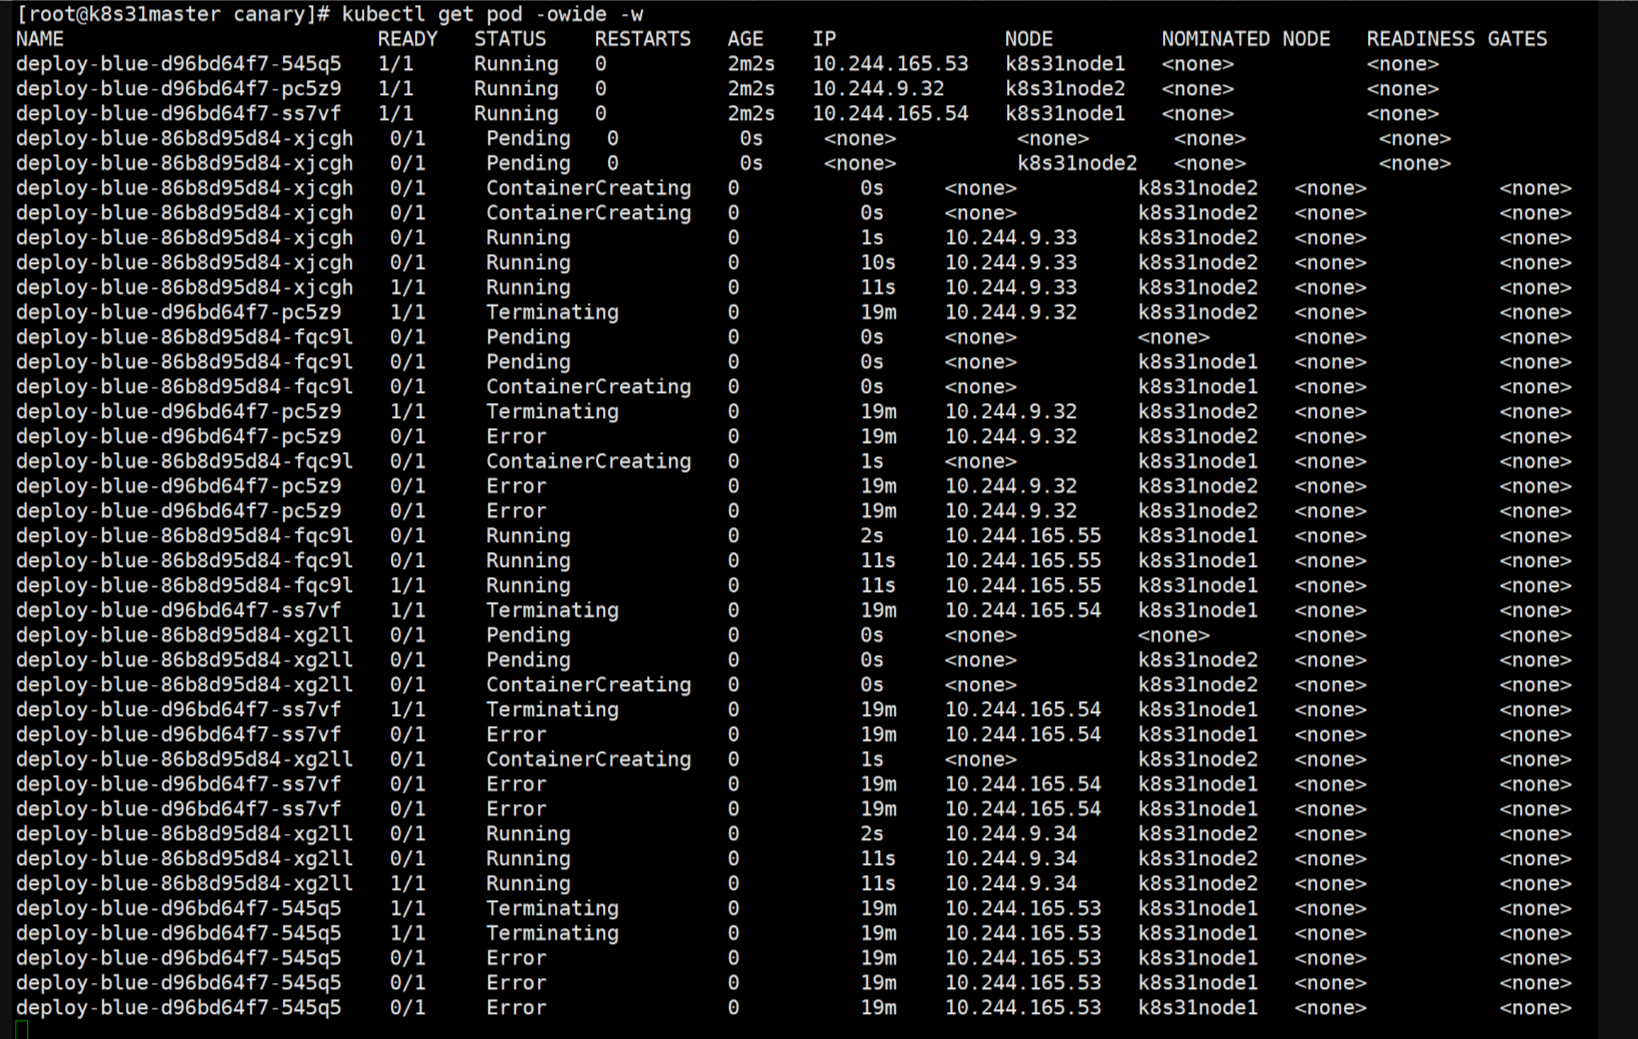 [root@k8s31master canary]# kubectl get pod -owide -w
NAME                          READY   STATUS    RESTARTS   AGE    IP              NODE         NOMINATED NODE   READINESS GATES
deploy-blue-d96bd64f7-545q5   1/1     Running   0          2m2s   10.244.165.53   k8s31node1   <none>           <none>
deploy-blue-d96bd64f7-pc5z9   1/1     Running   0          2m2s   10.244.9.32     k8s31node2   <none>           <none>
deploy-blue-d96bd64f7-ss7vf   1/1     Running   0          2m2s   10.244.165.54   k8s31node1   <none>           <none>
deploy-blue-86b8d95d84-xjcgh   0/1     Pending   0          0s     <none>          <none>       <none>           <none>
deploy-blue-86b8d95d84-xjcgh   0/1     Pending   0          0s     <none>          k8s31node2   <none>           <none>
deploy-blue-86b8d95d84-xjcgh   0/1     ContainerCreating   0          0s     <none>          k8s31node2   <none>           <none>
deploy-blue-86b8d95d84-xjcgh   0/1     ContainerCreating   0          0s     <none>          k8s31node2   <none>           <none>
deploy-blue-86b8d95d84-xjcgh   0/1     Running             0          1s     10.244.9.33     k8s31node2   <none>           <none>
deploy-blue-86b8d95d84-xjcgh   0/1     Running             0          10s    10.244.9.33     k8s31node2   <none>           <none>
deploy-blue-86b8d95d84-xjcgh   1/1     Running             0          11s    10.244.9.33     k8s31node2   <none>           <none>
deploy-blue-d96bd64f7-pc5z9    1/1     Terminating         0          19m    10.244.9.32     k8s31node2   <none>           <none>
deploy-blue-86b8d95d84-fqc9l   0/1     Pending             0          0s     <none>          <none>       <none>           <none>
deploy-blue-86b8d95d84-fqc9l   0/1     Pending             0          0s     <none>          k8s31node1   <none>           <none>
deploy-blue-86b8d95d84-fqc9l   0/1     ContainerCreating   0          0s     <none>          k8s31node1   <none>           <none>
deploy-blue-d96bd64f7-pc5z9    1/1     Terminating         0          19m    10.244.9.32     k8s31node2   <none>           <none>
deploy-blue-d96bd64f7-pc5z9    0/1     Error               0          19m    10.244.9.32     k8s31node2   <none>           <none>
deploy-blue-86b8d95d84-fqc9l   0/1     ContainerCreating   0          1s     <none>          k8s31node1   <none>           <none>
deploy-blue-d96bd64f7-pc5z9    0/1     Error               0          19m    10.244.9.32     k8s31node2   <none>           <none>
deploy-blue-d96bd64f7-pc5z9    0/1     Error               0          19m    10.244.9.32     k8s31node2   <none>           <none>
deploy-blue-86b8d95d84-fqc9l   0/1     Running             0          2s     10.244.165.55   k8s31node1   <none>           <none>
deploy-blue-86b8d95d84-fqc9l   0/1     Running             0          11s    10.244.165.55   k8s31node1   <none>           <none>
deploy-blue-86b8d95d84-fqc9l   1/1     Running             0          11s    10.244.165.55   k8s31node1   <none>           <none>
deploy-blue-d96bd64f7-ss7vf    1/1     Terminating         0          19m    10.244.165.54   k8s31node1   <none>           <none>
deploy-blue-86b8d95d84-xg2ll   0/1     Pending             0          0s     <none>          <none>       <none>           <none>
deploy-blue-86b8d95d84-xg2ll   0/1     Pending             0          0s     <none>          k8s31node2   <none>           <none>
deploy-blue-86b8d95d84-xg2ll   0/1     ContainerCreating   0          0s     <none>          k8s31node2   <none>           <none>
deploy-blue-d96bd64f7-ss7vf    1/1     Terminating         0          19m    10.244.165.54   k8s31node1   <none>           <none>
deploy-blue-d96bd64f7-ss7vf    0/1     Error               0          19m    10.244.165.54   k8s31node1   <none>           <none>
deploy-blue-86b8d95d84-xg2ll   0/1     ContainerCreating   0          1s     <none>          k8s31node2   <none>           <none>
deploy-blue-d96bd64f7-ss7vf    0/1     Error               0          19m    10.244.165.54   k8s31node1   <none>           <none>
deploy-blue-d96bd64f7-ss7vf    0/1     Error               0          19m    10.244.165.54   k8s31node1   <none>           <none>
deploy-blue-86b8d95d84-xg2ll   0/1     Running             0          2s     10.244.9.34     k8s31node2   <none>           <none>
deploy-blue-86b8d95d84-xg2ll   0/1     Running             0          11s    10.244.9.34     k8s31node2   <none>           <none>
deploy-blue-86b8d95d84-xg2ll   1/1     Running             0          11s    10.244.9.34     k8s31node2   <none>           <none>
deploy-blue-d96bd64f7-545q5    1/1     Terminating         0          19m    10.244.165.53   k8s31node1   <none>           <none>
deploy-blue-d96bd64f7-545q5    1/1     Terminating         0          19m    10.244.165.53   k8s31node1   <none>           <none>
deploy-blue-d96bd64f7-545q5    0/1     Error               0          19m    10.244.165.53   k8s31node1   <none>           <none>
deploy-blue-d96bd64f7-545q5    0/1     Error               0          19m    10.244.165.53   k8s31node1   <none>           <none>
deploy-blue-d96bd64f7-545q5    0/1     Error               0          19m    10.244.165.53   k8s31node1   <none>           <none>